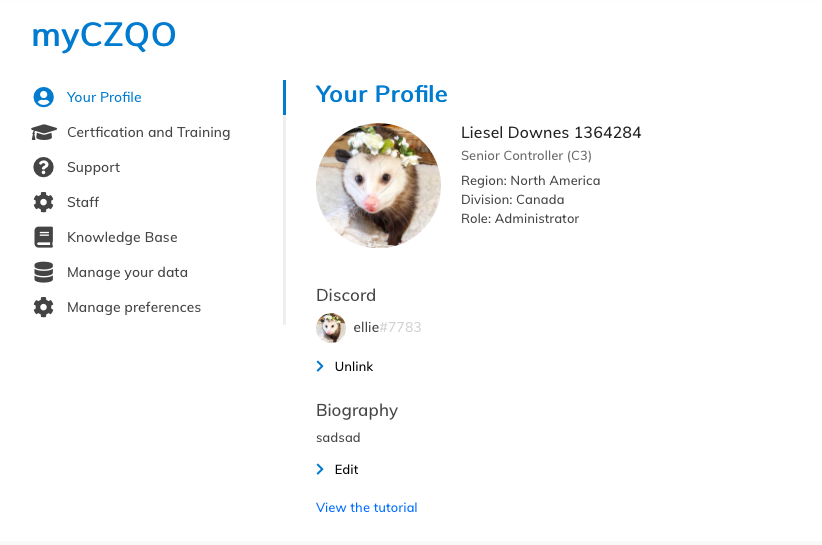 myCZQO
Your Profile
Certfication and Training
Support
Staff
Knowledge Base
Manage your data
Manage preferences
Your Profile
Liesel Downes 1364284
Senior Controller (C3)
Region: North America
Division: Canada
Role: Administrator
Discord
ellie#7783
Unlink
Biography
sadsad
Edit
View the tutorial